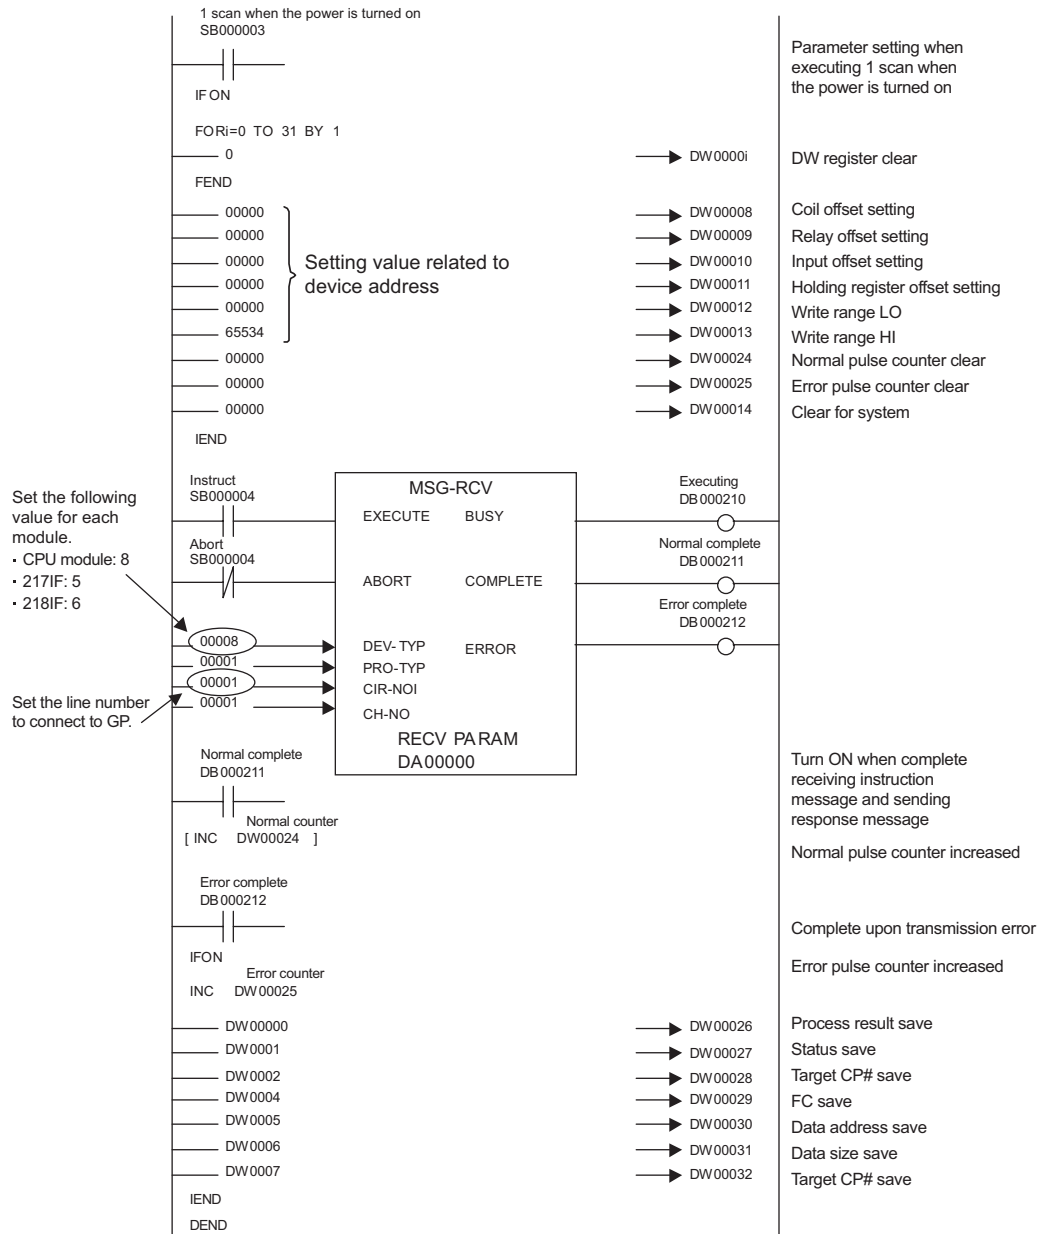 1 scan when the power is turned on
SB000003
IF ON
Parameter setting when
executing 1 scan when
the power is turned on
FORi=0 TO 31 BY 1
0 DW0000i DW register clear
FEND
00000 DW00008 Coil offset setting
00000 DW00009 Relay offset setting
00000 DW00010 Input offset setting
00000 DW00011 Holding register offset setting
00000 DW00012 Write range LO
65534 DW00013 Write range HI
Setting value related to
device address
00000 DW00024 Normal pulse counter clear
00000 DW00025 Error pulse counter clear
00000 DW00014 Clear for system
IEND
Set the following
value for each
module.
・CPU module: 8
・217IF: 5
・218IF: 6
Set the line number
to connect to GP.
Instruct
SB000004
Abort
SB000004
00008
00001
00001
00001
MSG-RCV
EXECUTE BUSY
ABORT COMPLETE
DEV-TYP ERROR
PRO-TYP
CIR-NOI
CH-NO
RECV PARAM
DA00000
Executing
DB000210
Normal complete
DB000211
Error complete
DB000212
Normal complete
DB000211
Normal counter
[ INC DW00024 ]
Turn ON when complete
receiving instruction
message and sending
response message
Normal pulse counter increased
Error complete
DB000212
Complete upon transmission error
IFON
Error counter
INC DW00025
Error pulse counter increased
DW00000 DW00026 Process result save
DW0001 DW00027 Status save
DW0002 DW00028 Target CP# save
DW0004 DW00029 FC save
DW0005 DW00030 Data address save
DW0006 DW00031 Data size save
DW0007 DW00032 Target CP# save
IEND
DEND